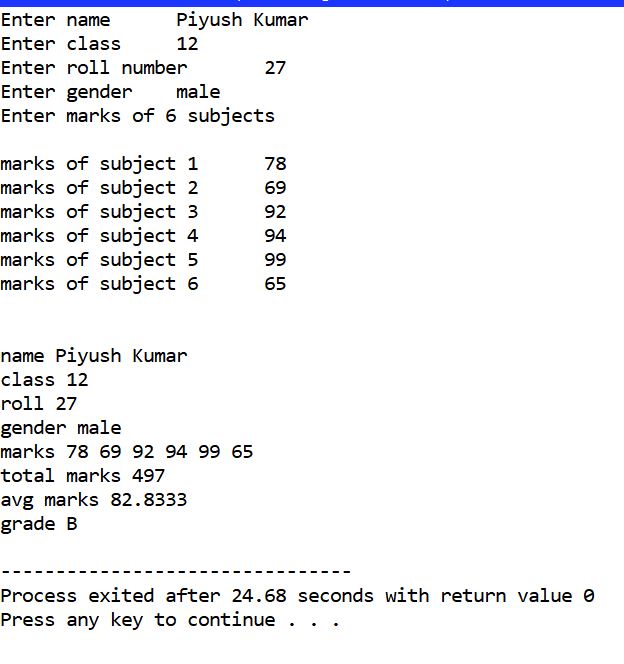 Enter name      Piyush Kumar
Enter class     12
Enter roll number       27
Enter gender    male
Enter marks of 6 subjects

marks of subject 1      78
marks of subject 2      69
marks of subject 3      92
marks of subject 4      94
marks of subject 5      99
marks of subject 6      65


name Piyush Kumar
class 12
roll 27
gender male
marks 78 69 92 94 99 65
total marks 497
avg marks 82.8333
grade B

--------------------------------
Process exited after 24.68 seconds with return value 0
Press any key to continue . . .